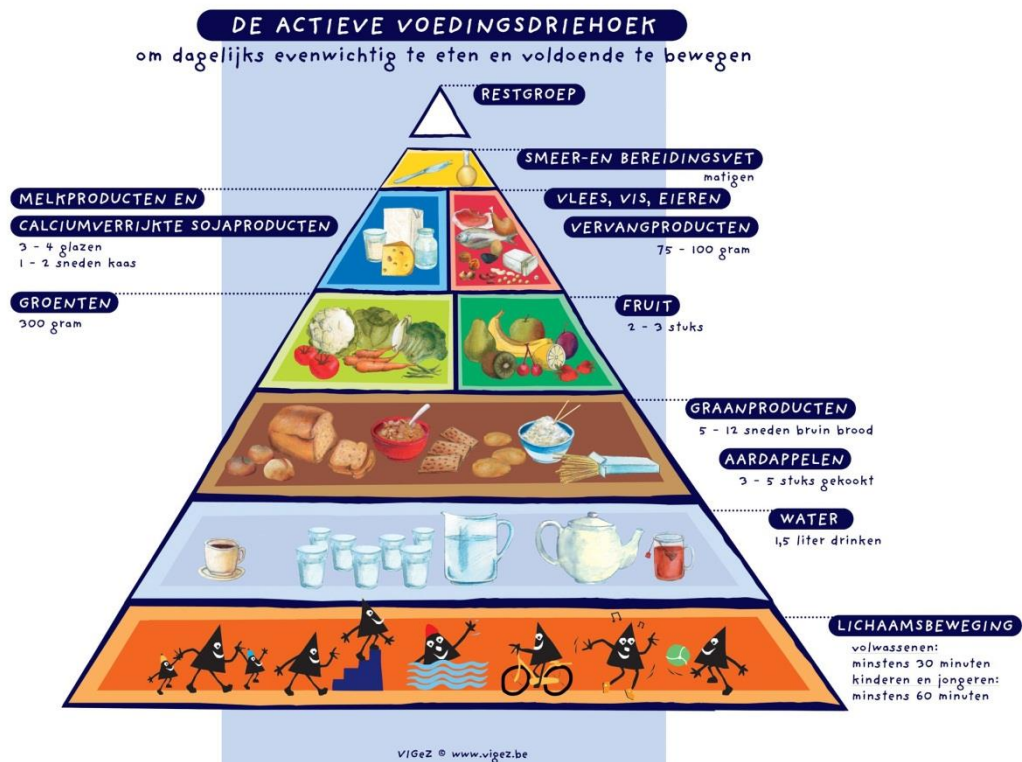 DE ACTIEVE VOEDINGSDRIEHOEK
om dagelijks evenwichtig te eten en voldoende te bewegen
RESTGROEP
SMEER-EN BEREIDINGSVET
matigen
MELKPRODUCTEN EN
CALCIUMVERRIJKTE SOJAPRODUCTEN
3 - 4 glazen
1 - 2 sneden kaas
VLEES, VIS, EIEREN
VERVANGPRODUCTEN
75 - 100 gram
GROENTEN
300 gram
FRUIT
2 - 3 stuks
GRAANPRODUCTEN
5 - 12 sneden bruin brood
AARDAPPELEN
3 - 5 stuks gekookt
WATER
1,5 liter drinken
LICHAAMSBEWEGING
volwassenen:
minstens 30 minuten
kinderen en jongeren:
minstens 60 minuten
VIGeZ © www.vigez.be